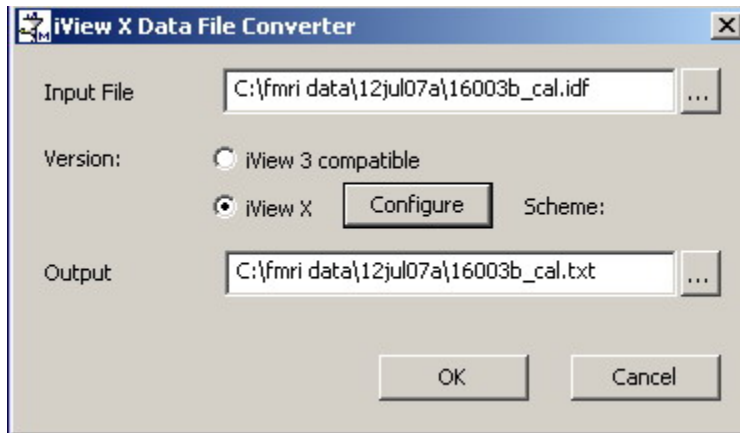 iView X Data File Converter
Input File
C:\fmri data\12jul07a\16003b_cal.idf
...
Version:
iView 3 compatible
iView X
Configure
Scheme:
Output
C:\fmri data\12jul07a\16003b_cal.txt
...
OK
Cancel